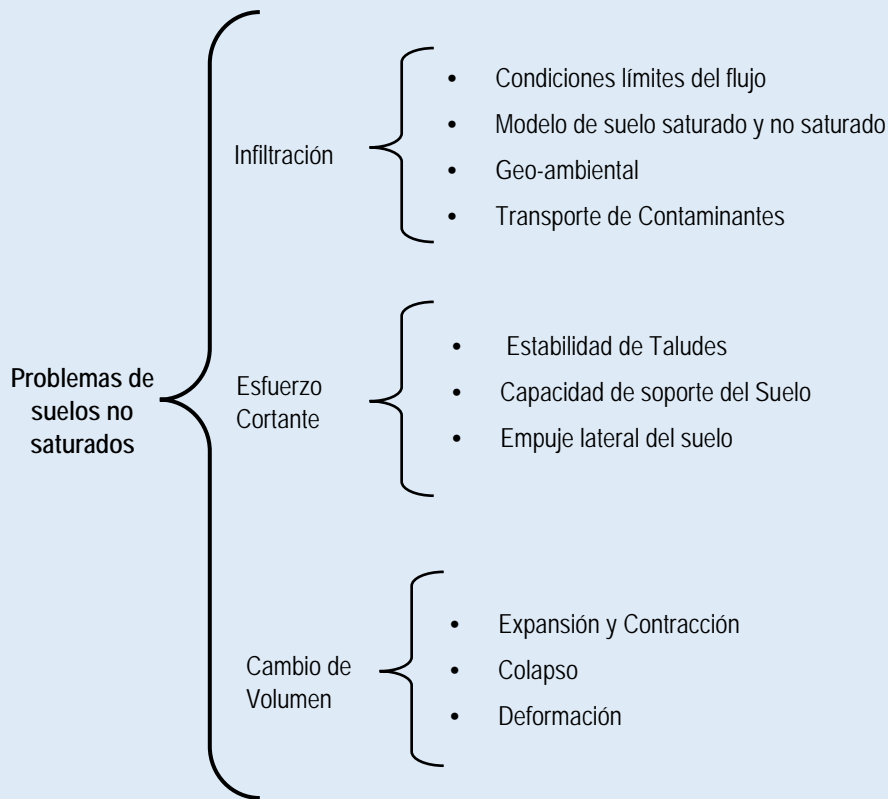 Problemas de
suelos no
saturados
Infiltración
• Condiciones límites del flujo
• Modelo de suelo saturado y no saturado
• Geo-ambiental
• Transporte de Contaminantes
Esfuerzo
Cortante
• Estabilidad de Taludes
• Capacidad de soporte del Suelo
• Empuje lateral del suelo
Cambio de
Volumen
• Expansión y Contracción
• Colapso
• Deformación